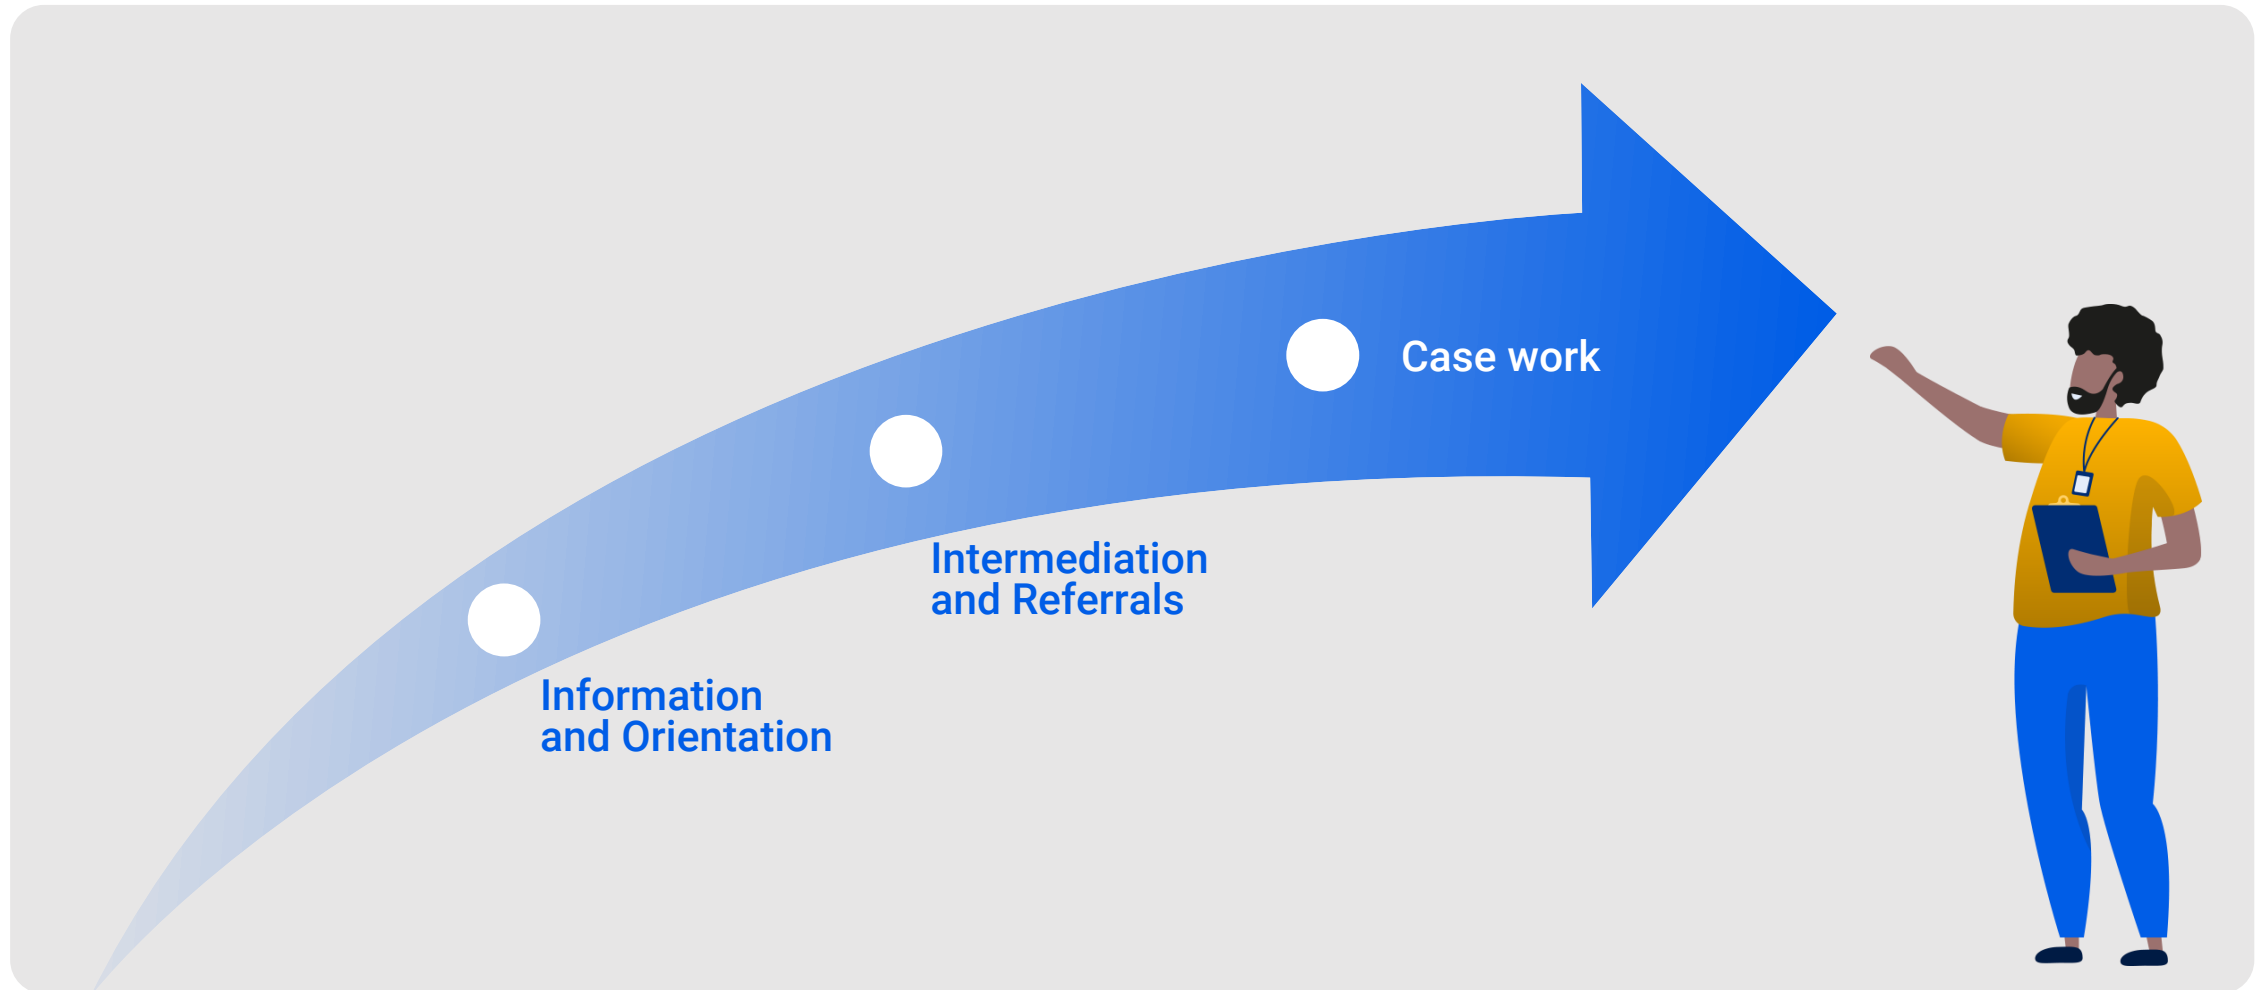 Case work
Intermediation
and Referrals
Information
and Orientation